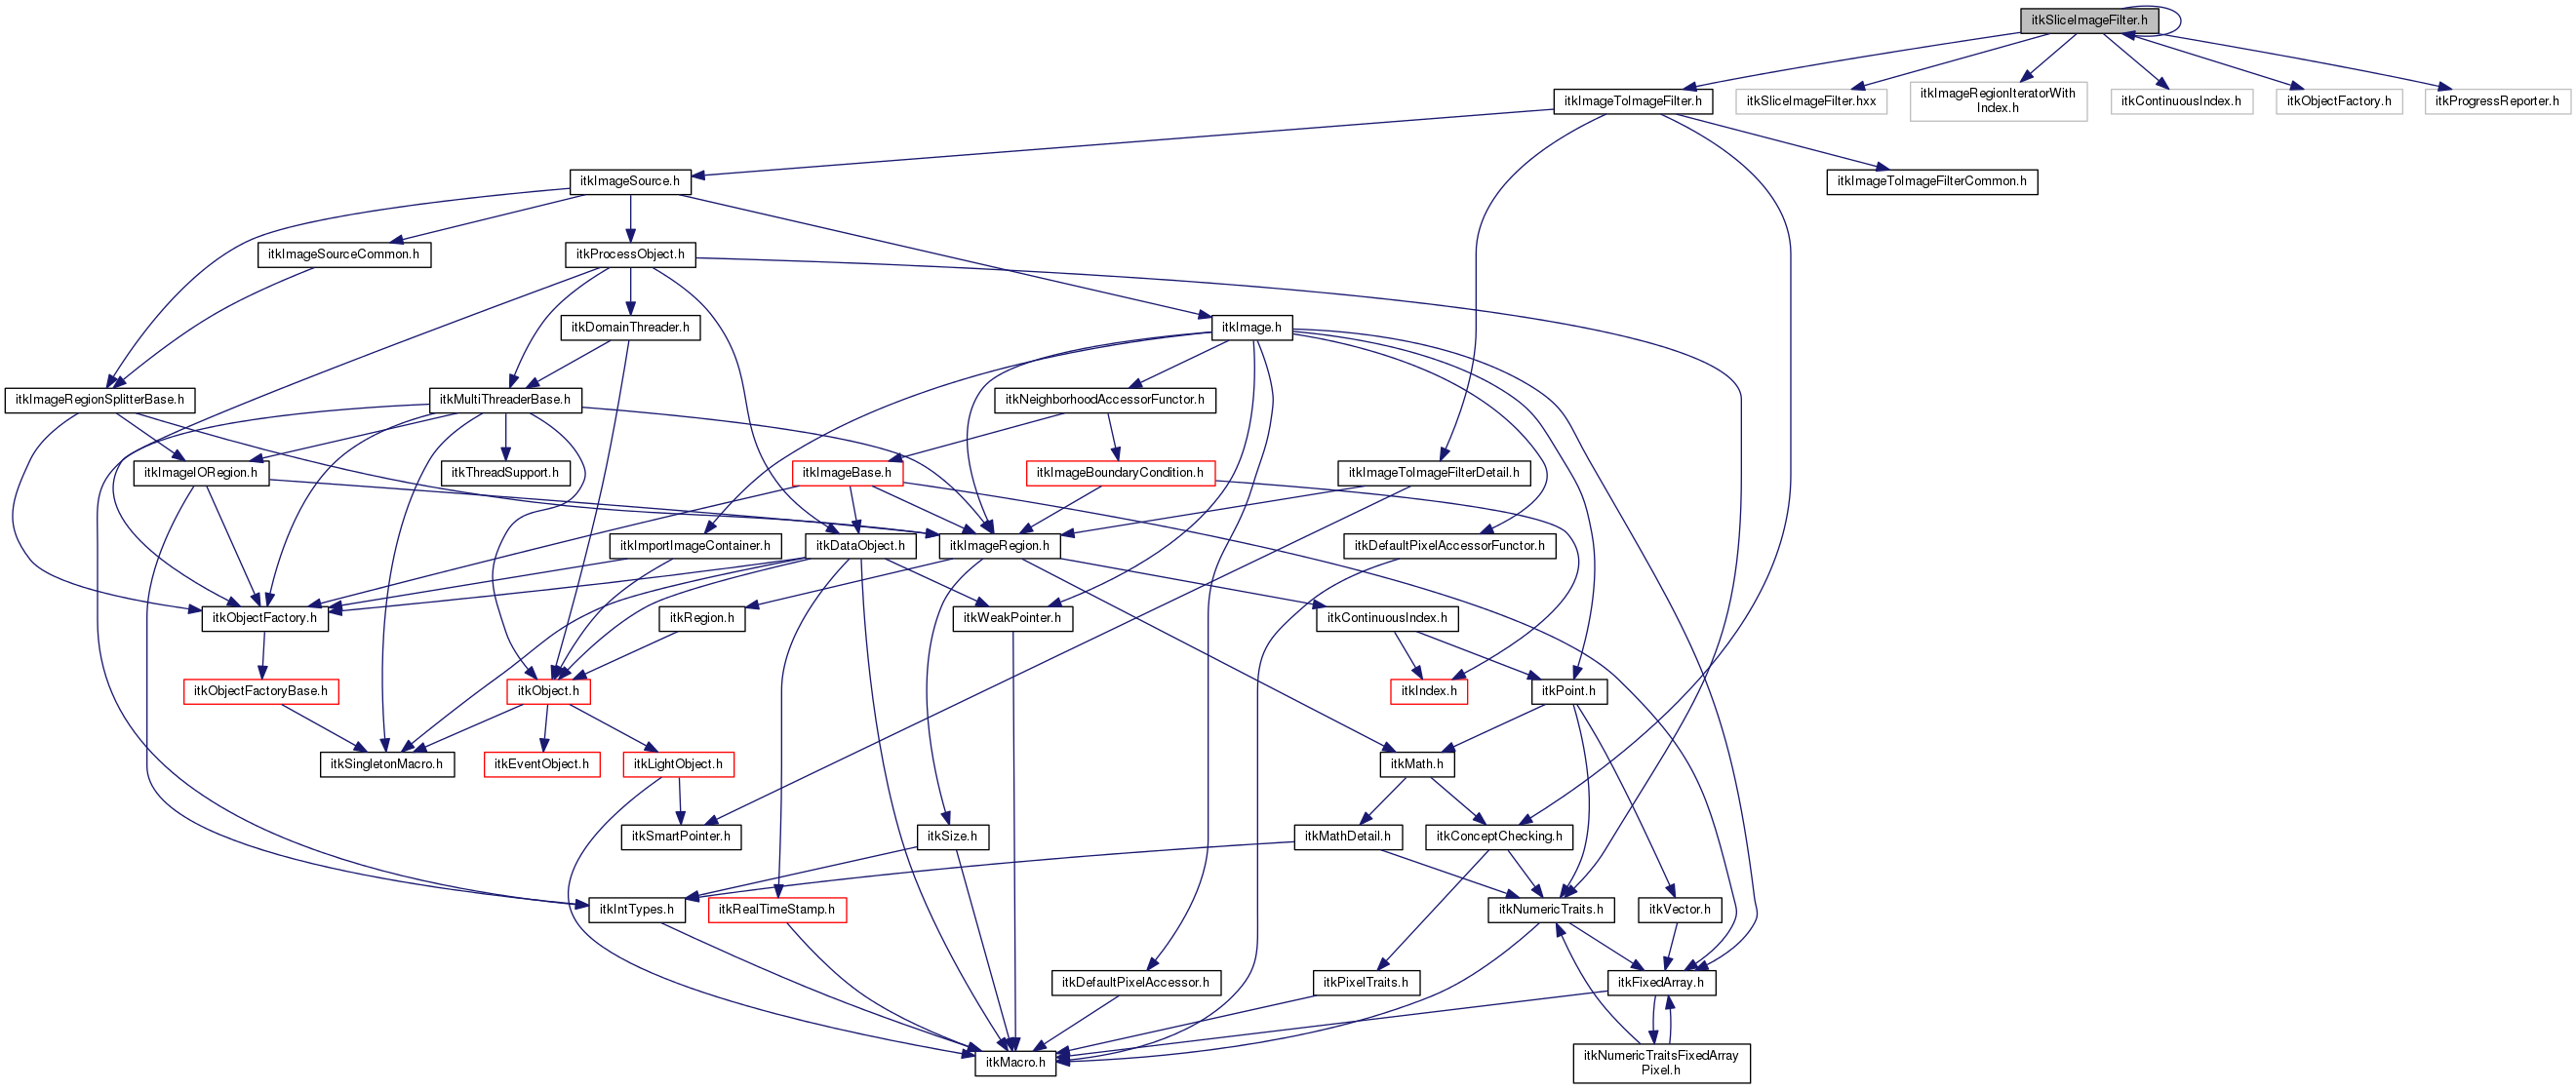 itkSliceImageFilter.h
itkImageToImageFilter.h
itkSliceImageFilter.hxx
itkImageRegionIteratorWith
Index.h
itkContinuousIndex.h
itkObjectFactory.h
itkProgressReporter.h
itkImageSource.h
itkImageToImageFilterCommon.h
itkImageSourceCommon.h
itkProcessObject.h
itkDomainThreader.h
itkImage.h
itkImageRegionSplitterBase.h
itkMultiThreaderBase.h
itkNeighborhoodAccessorFunctor.h
itkImageIORegion.h
itkThreadSupport.h
itkImageBase.h
itkImageBoundaryCondition.h
itkImageToImageFilterDetail.h
itkImportImageContainer.h
itkDataObject.h
itkImageRegion.h
itkDefaultPixelAccessorFunctor.h
itkObjectFactory.h
itkRegion.h
itkWeakPointer.h
itkContinuousIndex.h
itkObjectFactoryBase.h
itkObject.h
itkIndex.h
itkPoint.h
itkSingletonMacro.h
itkEventObject.h
itkLightObject.h
itkMath.h
itkSmartPointer.h
itkSize.h
itkMathDetail.h
itkConceptChecking.h
itkIntTypes.h
itkRealTimeStamp.h
itkNumericTraits.h
itkVector.h
itkDefaultPixelAccessor.h
itkPixelTraits.h
itkFixedArray.h
itkMacro.h
itkNumericTraitsFixedArray
Pixel.h